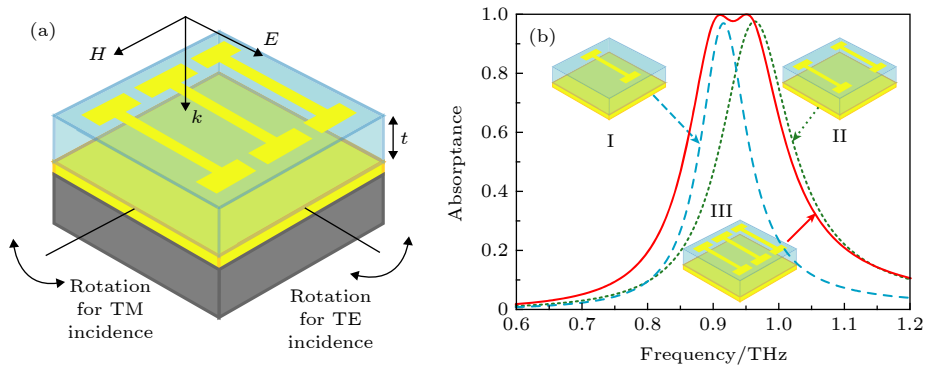 (a)
H
E
k
t
Rotation
for TM
incidence
Rotation
for TE
incidence
(b)
Absorptance
1.0
0.8
0.6
0.4
0.2
0
I
II
III
0.6
0.7
0.8
0.9
1.0
1.1
1.2
Frequency/THz